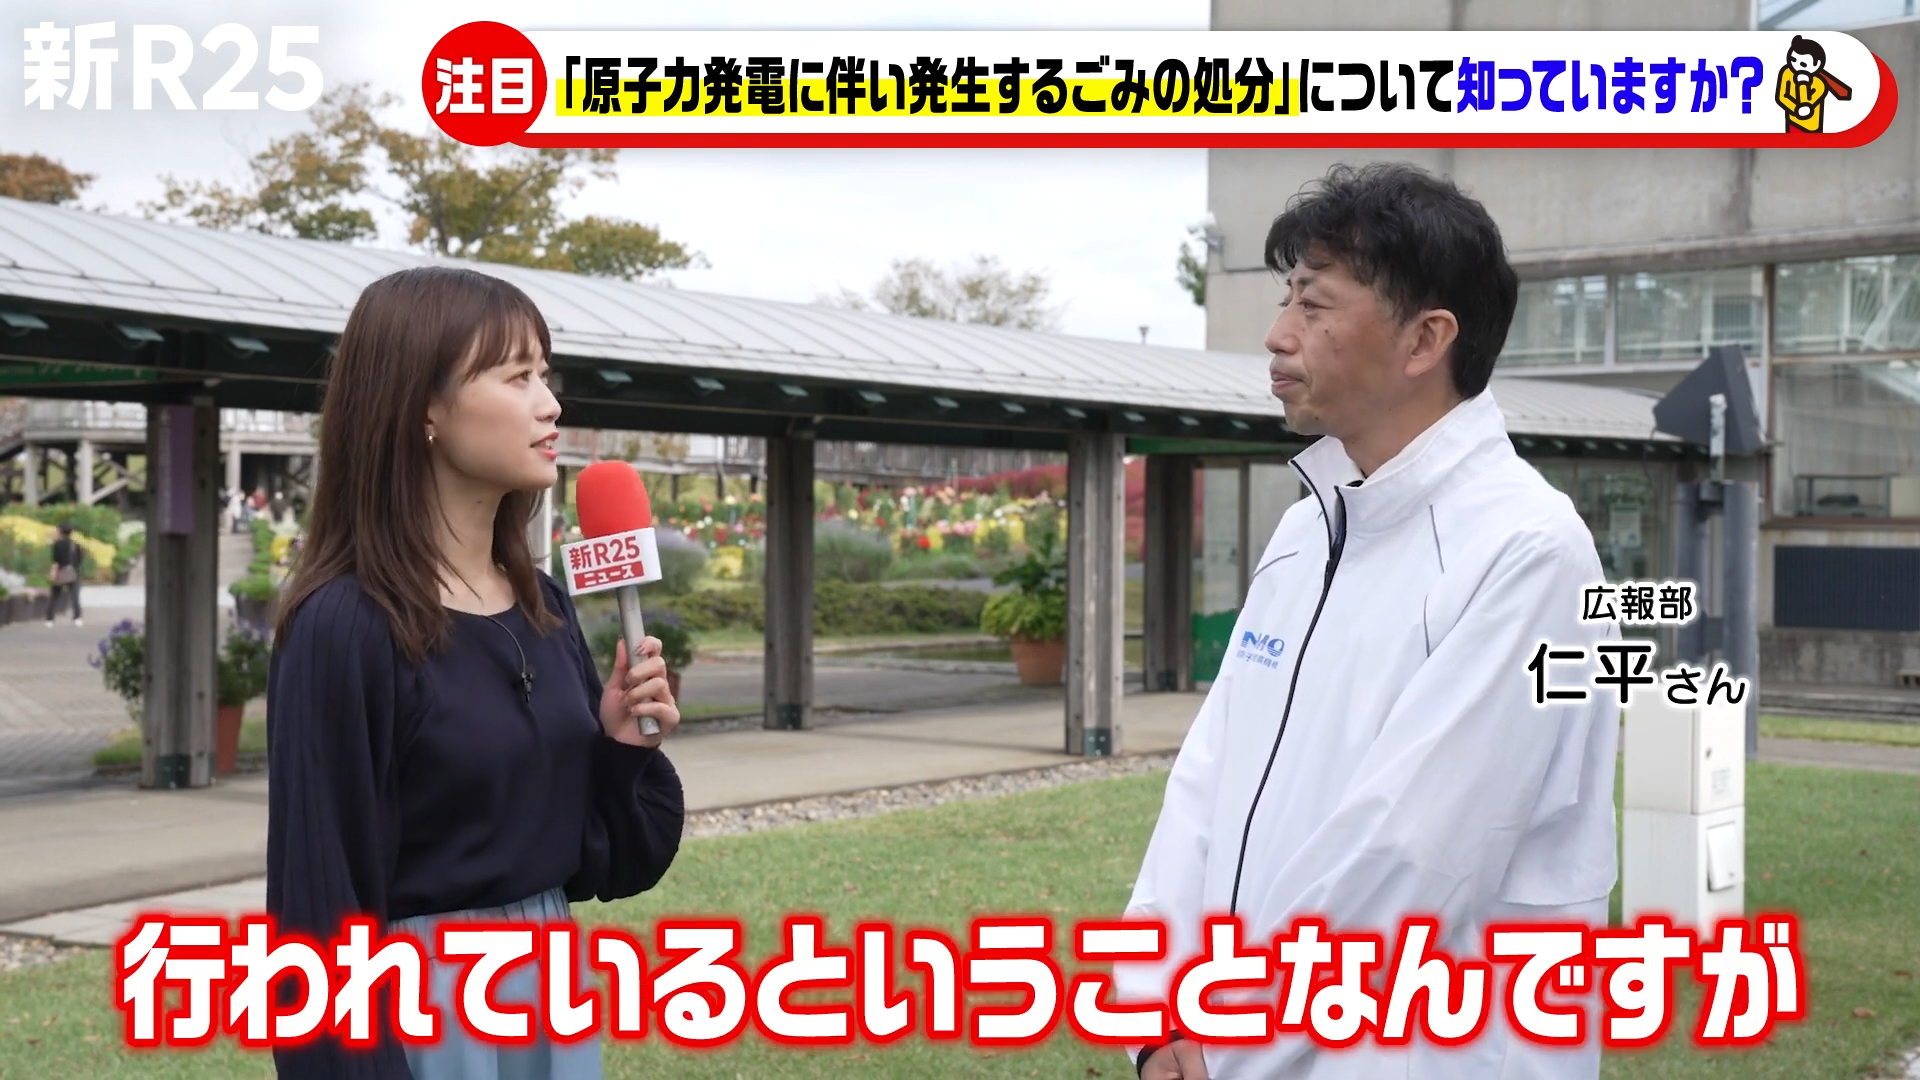 新R25
注目
「原子力発電に伴い発生するごみの処分」について知っていますか?
新R25
ニュース
広報部
仁平さん
行われているということなんですが